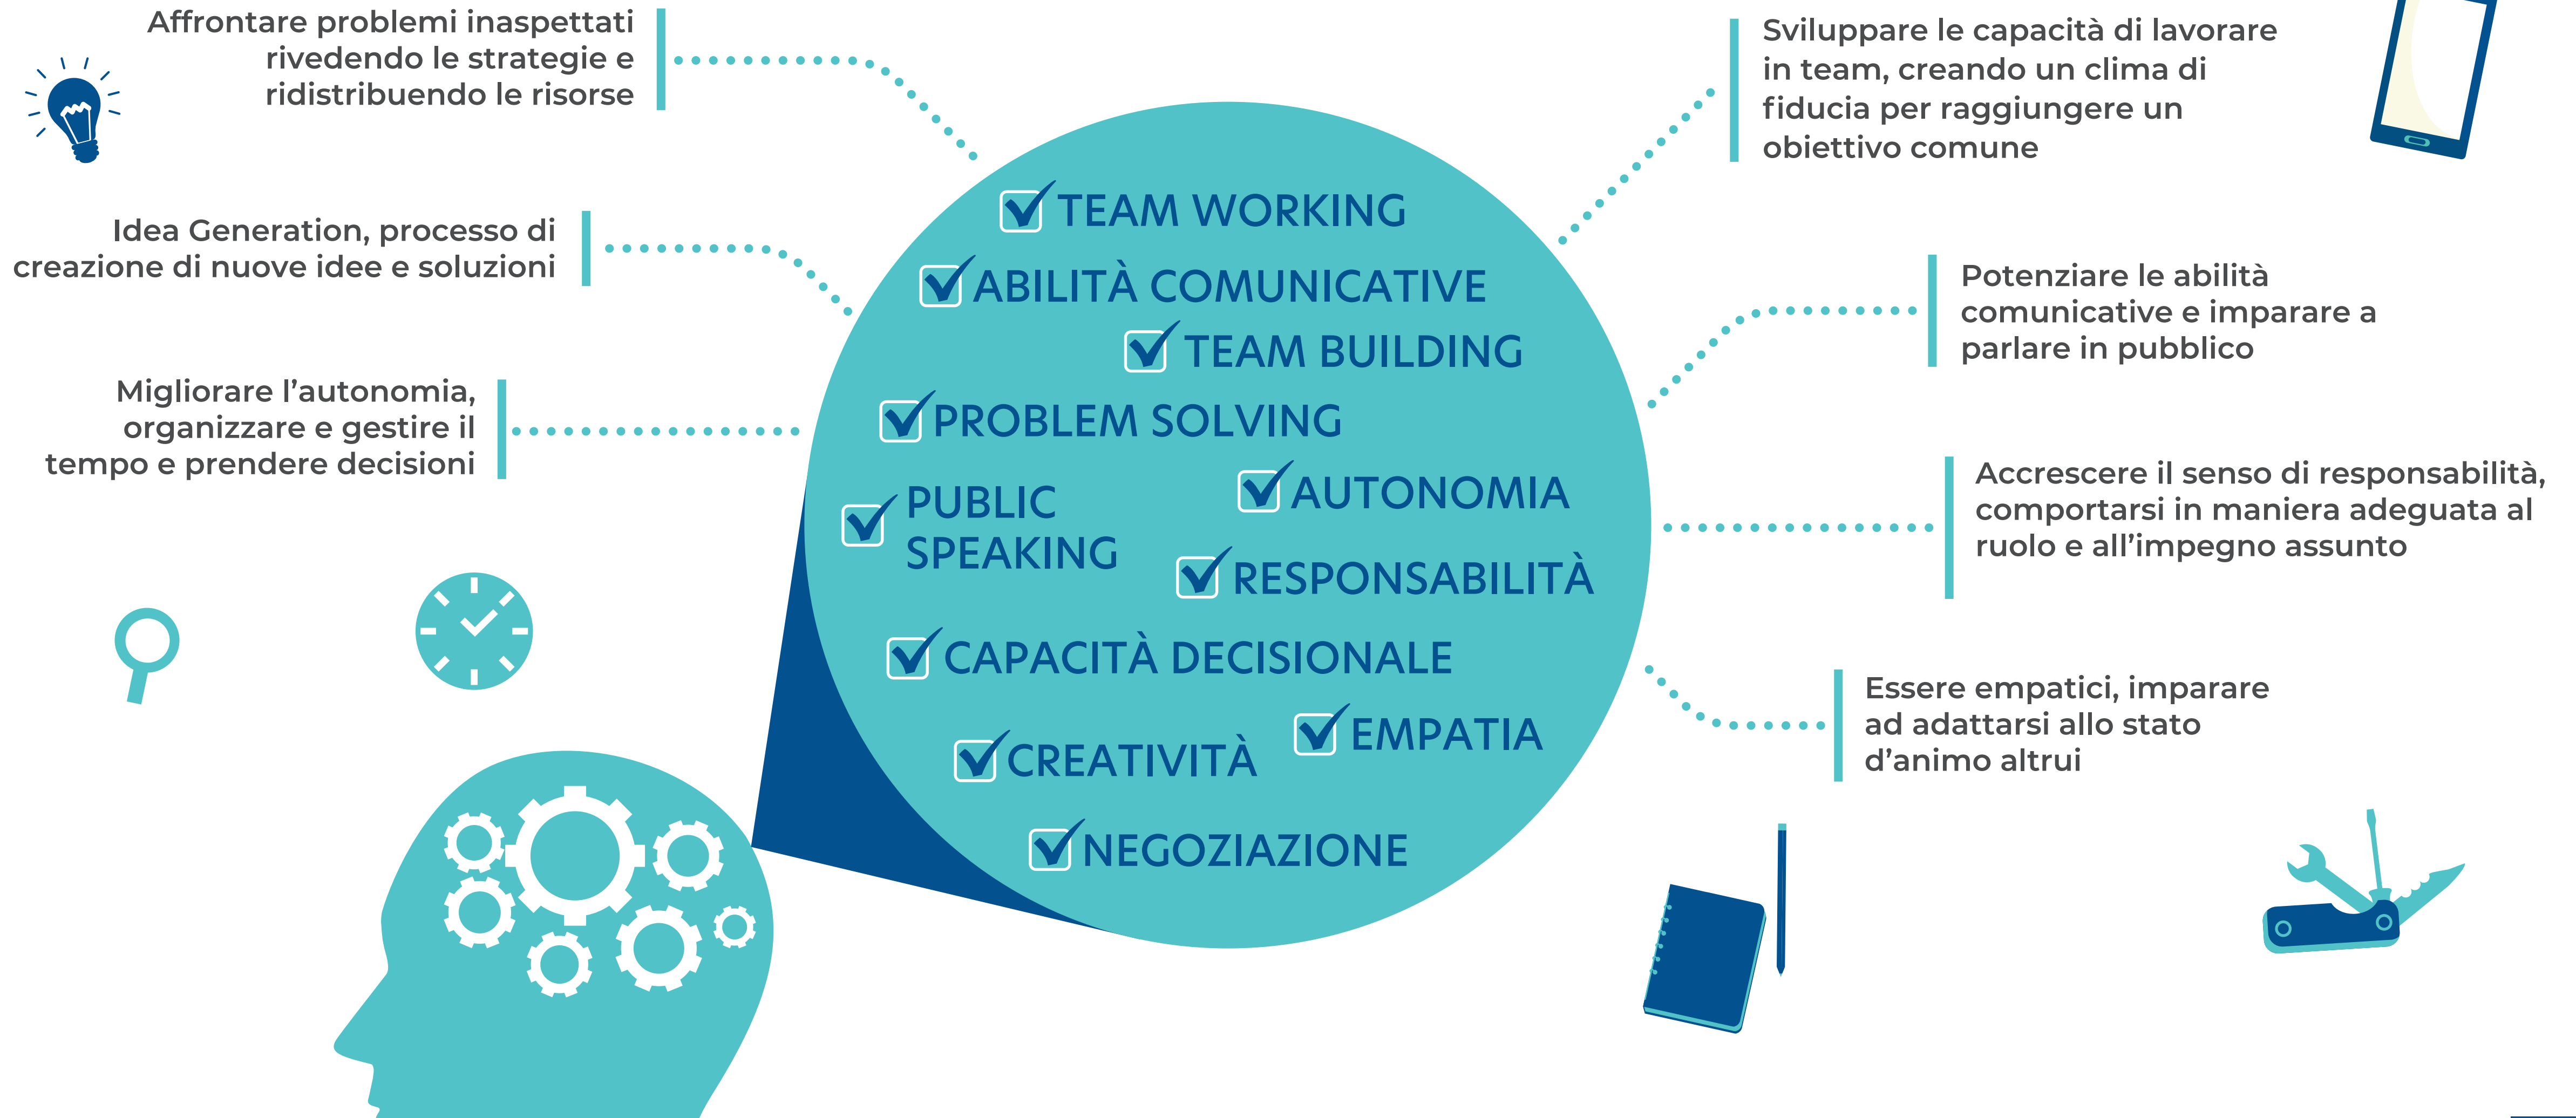 Affrontare problemi inaspettati
rivedendo le strategie e
ridistribuendo le risorse
Idea Generation, processo di
creazione di nuove idee e soluzioni
Migliorare l’autonomia,
organizzare e gestire il
tempo e prendere decisioni
TEAM WORKING
ABILITÀ COMUNICATIVE
TEAM BUILDING
PROBLEM SOLVING
AUTONOMIA
PUBLIC
SPEAKING
RESPONSABILITÀ
CAPACITÀ DECISIONALE
EMPATIA
CREATIVITÀ
NEGOZIAZIONE
Sviluppare le capacità di lavorare
in team, creando un clima di
fiducia per raggiungere un
obiettivo comune
Potenziare le abilità
comunicative e imparare a
parlare in pubblico
Accrescere il senso di responsabilità,
comportarsi in maniera adeguata al
ruolo e all’impegno assunto
Essere empatici, imparare
ad adattarsi allo stato
d’animo altrui